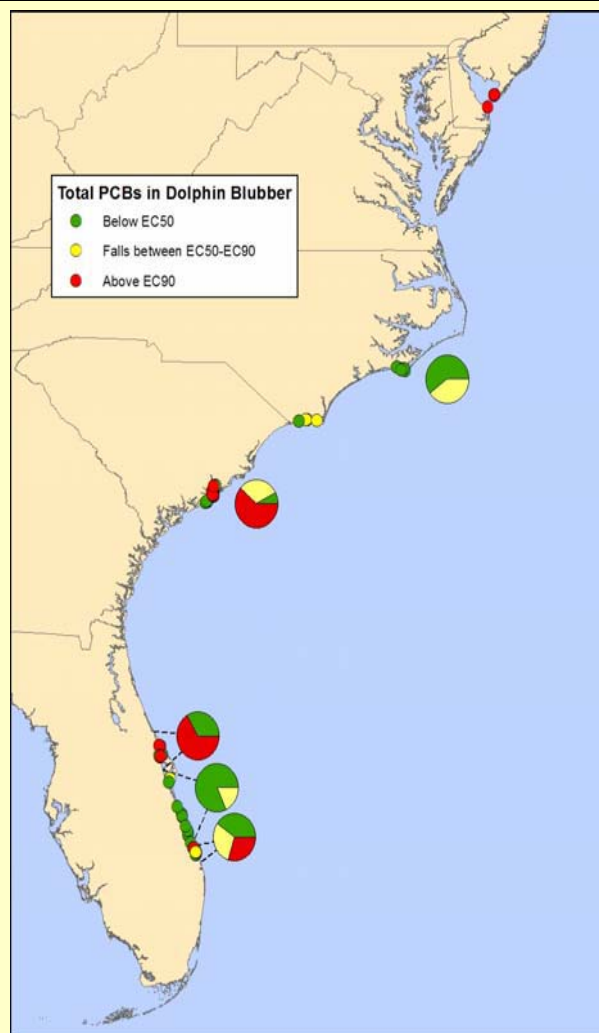 Total PCBs in Dolphin Blubber
Below EC50
Falls between EC50-EC90
Above EC90